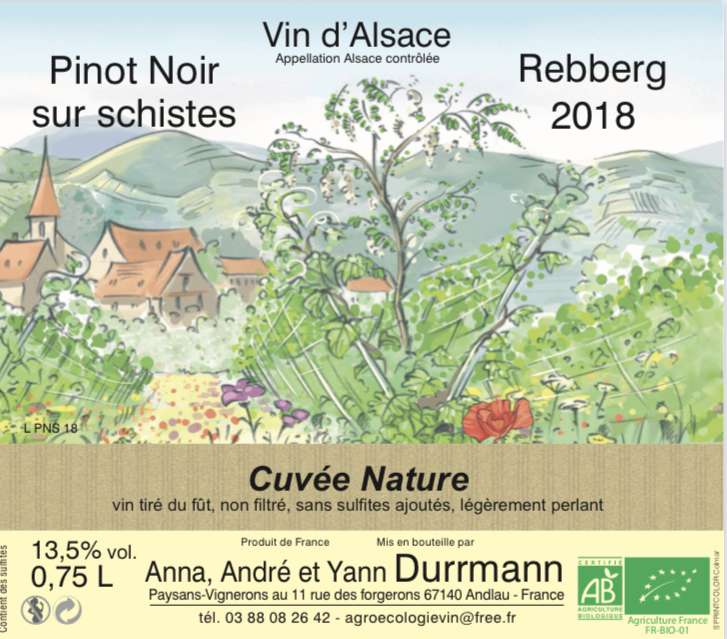 Vin d'Alsace
Appellation Alsace contrôlée
Pinot Noir
sur schistes
Rebberg
2018
L PNS 18
Cuvée Nature
vin tiré du fût, non filtré, sans sulfites ajoutés, légèrement perlant
Contient des sulfites
13,5% vol.
0,75 L
Produit de France
Mis en bouteille par
Anna, André et Yann Durrmann
Paysans-Vignerons au 11 rue des forgerons 67140 Andlau - France
tél. 03 88 08 26 42 - agroecologievin@free.fr
CERTIFIÉ
AB
AGRICULTURE
BIOLOGIQUE
Agriculture France
FR-BIO-01
SPRINTCOLOR Colmar